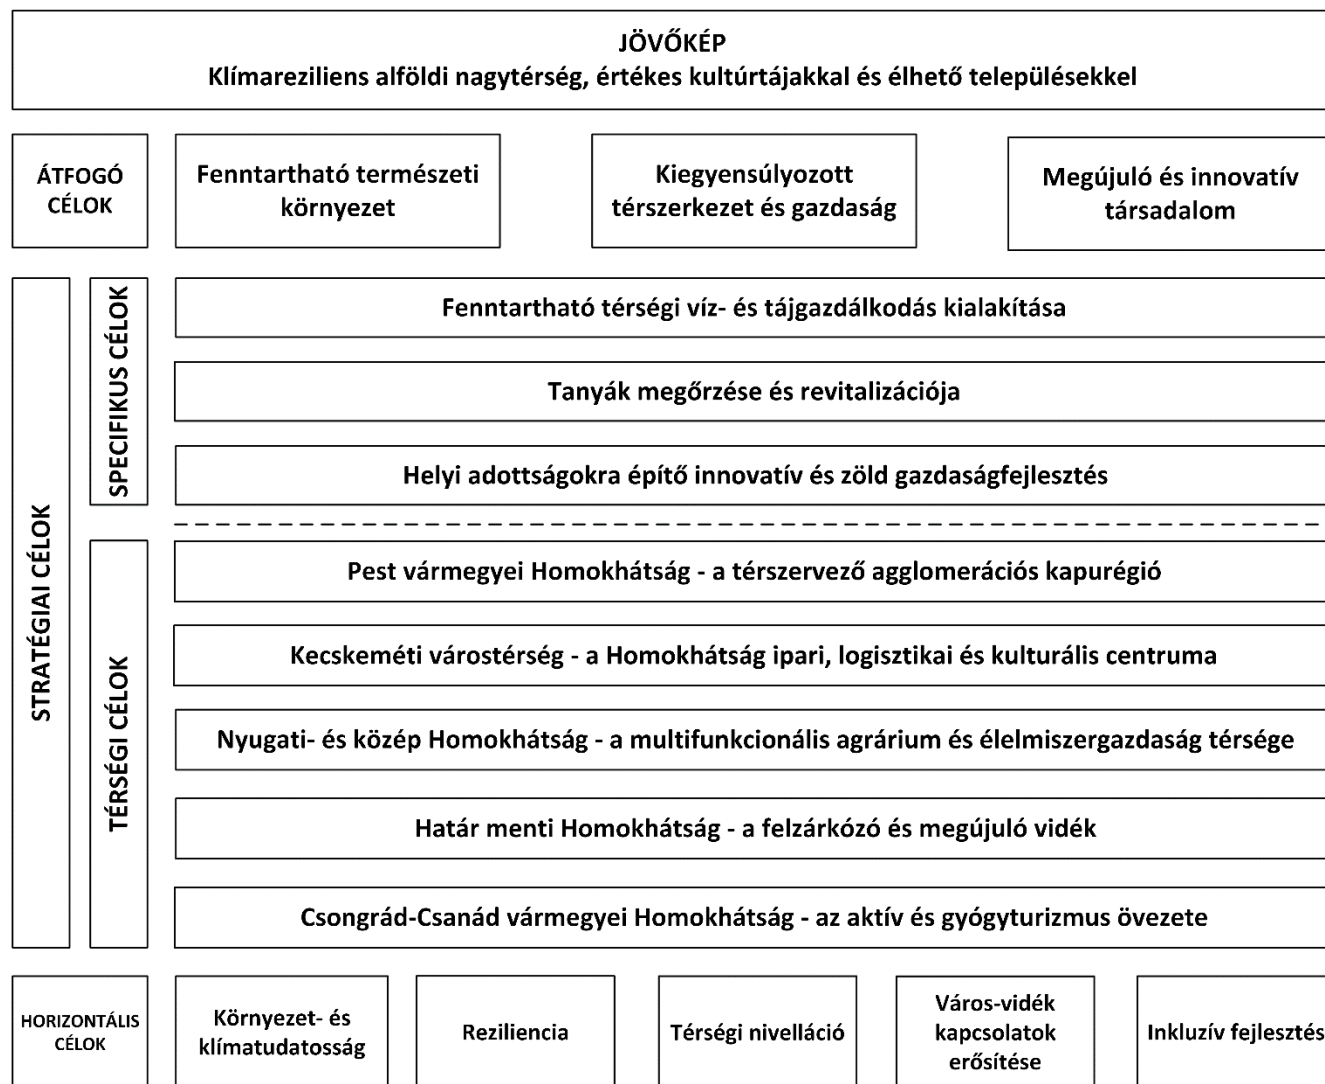 JÖVŐKÉP
Klímareziliens alföldi nagytérség, értékes kultúrtájakkal és élhető településekkel
ÁTFOGÓ
CÉLOK
Fenntartható természeti
környezet
Kiegyensúlyozott
térszerkezet és gazdaság
Megújuló és innovatív
társadalom
STRATÉGIAI CÉLOK
SPECIFIKUS CÉLOK
Fenntartható térségi víz- és tájgazdálkodás kialakítása
Tanyák megőrzése és revitalizációja
Helyi adottságokra építő innovatív és zöld gazdaságfejlesztés
TÉRSÉGI CÉLOK
Pest vármegyei Homokhátság - a térszervező agglomerációs kapurégió
Kecskeméti várostérség - a Homokhátság ipari, logisztikai és kulturális centruma
Nyugati- és közép Homokhátság - a multifunkcionális agrárium és élelmiszergazdaság térsége
Határ menti Homokhátság - a felzárkózó és megújuló vidék
Csongrád-Csanád vármegyei Homokhátság - az aktív és gyógyturizmus övezete
HORIZONTÁLIS
CÉLOK
Környezet- és
klímatudatosság
Reziliencia
Térségi nivelláció
Város-vidék
kapcsolatok
erősítése
Inkluzív fejlesztés